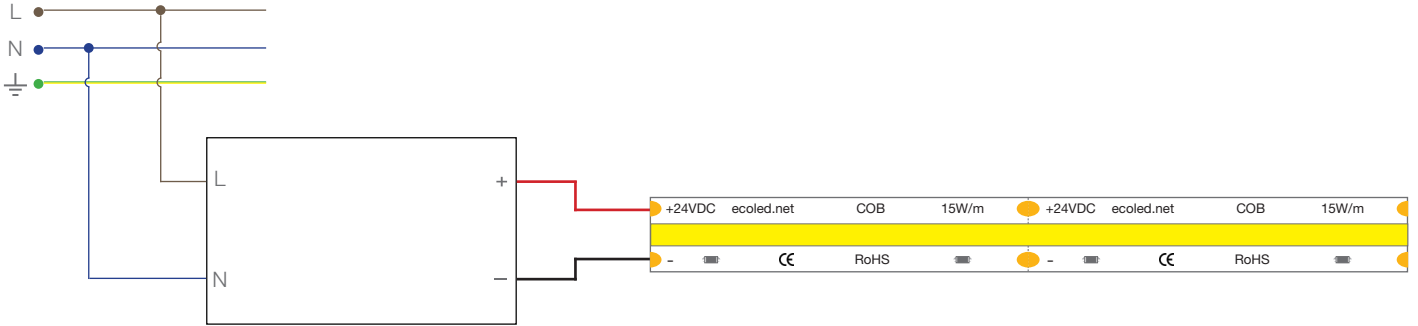 L
N
L +
N –
+24VDC ecoled.net COB 15W/m +24VDC ecoled.net COB 15W/m
- CE RoHS - CE RoHS